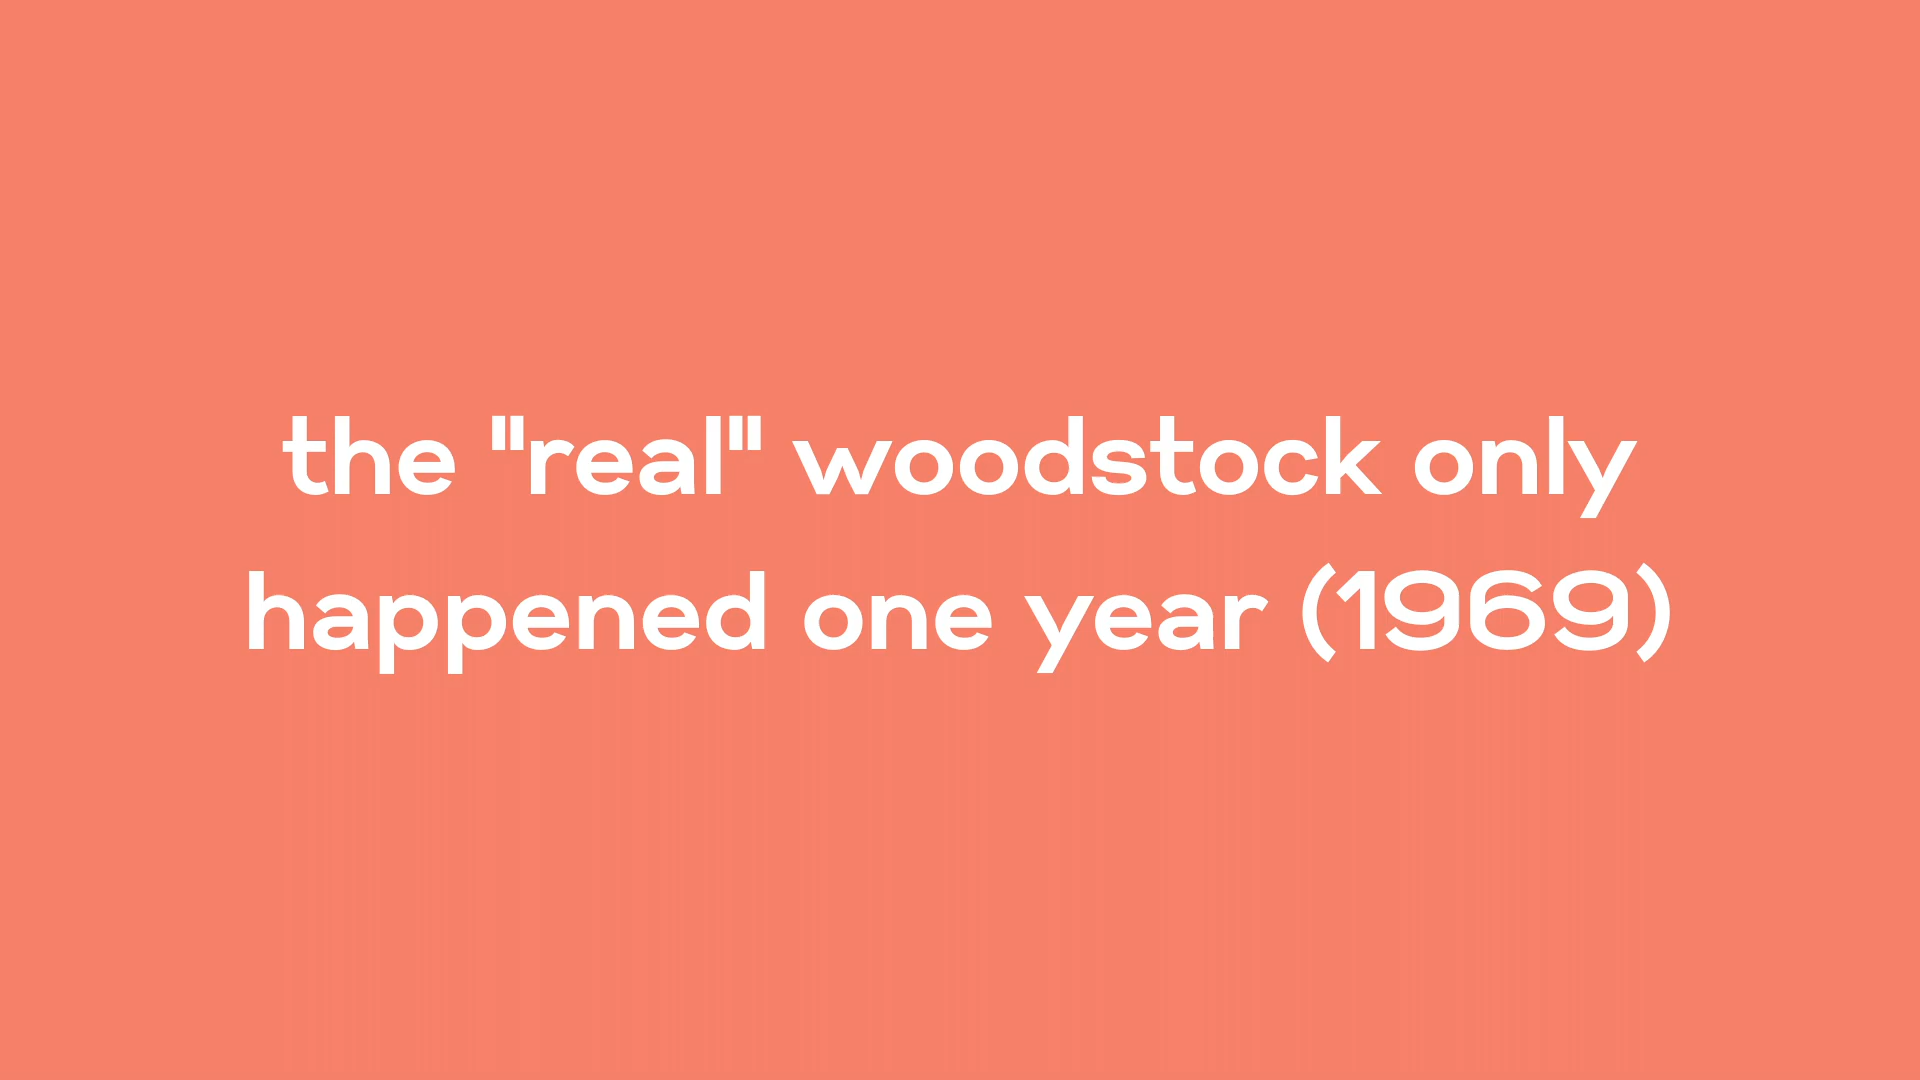 the "real" woodstock only
happened one year (1969)